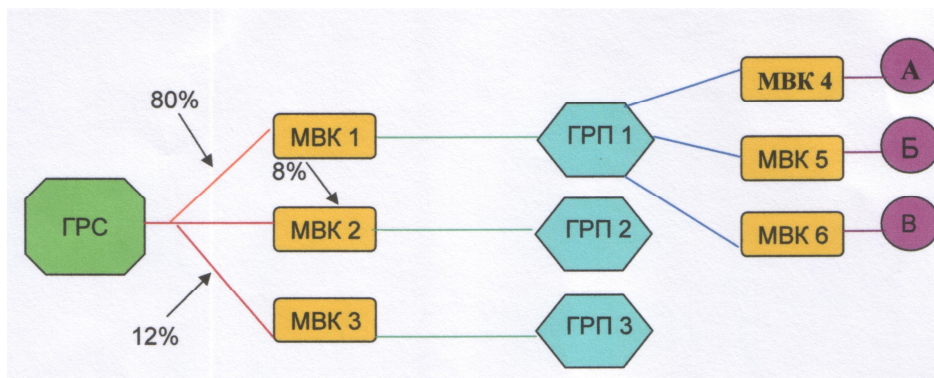 80%
МВК 1
ГРП 1
МВК 4
А
8%
МВК 5
Б
ГРС
МВК 2
ГРП 2
МВК 6
В
12%
МВК 3
ГРП 3